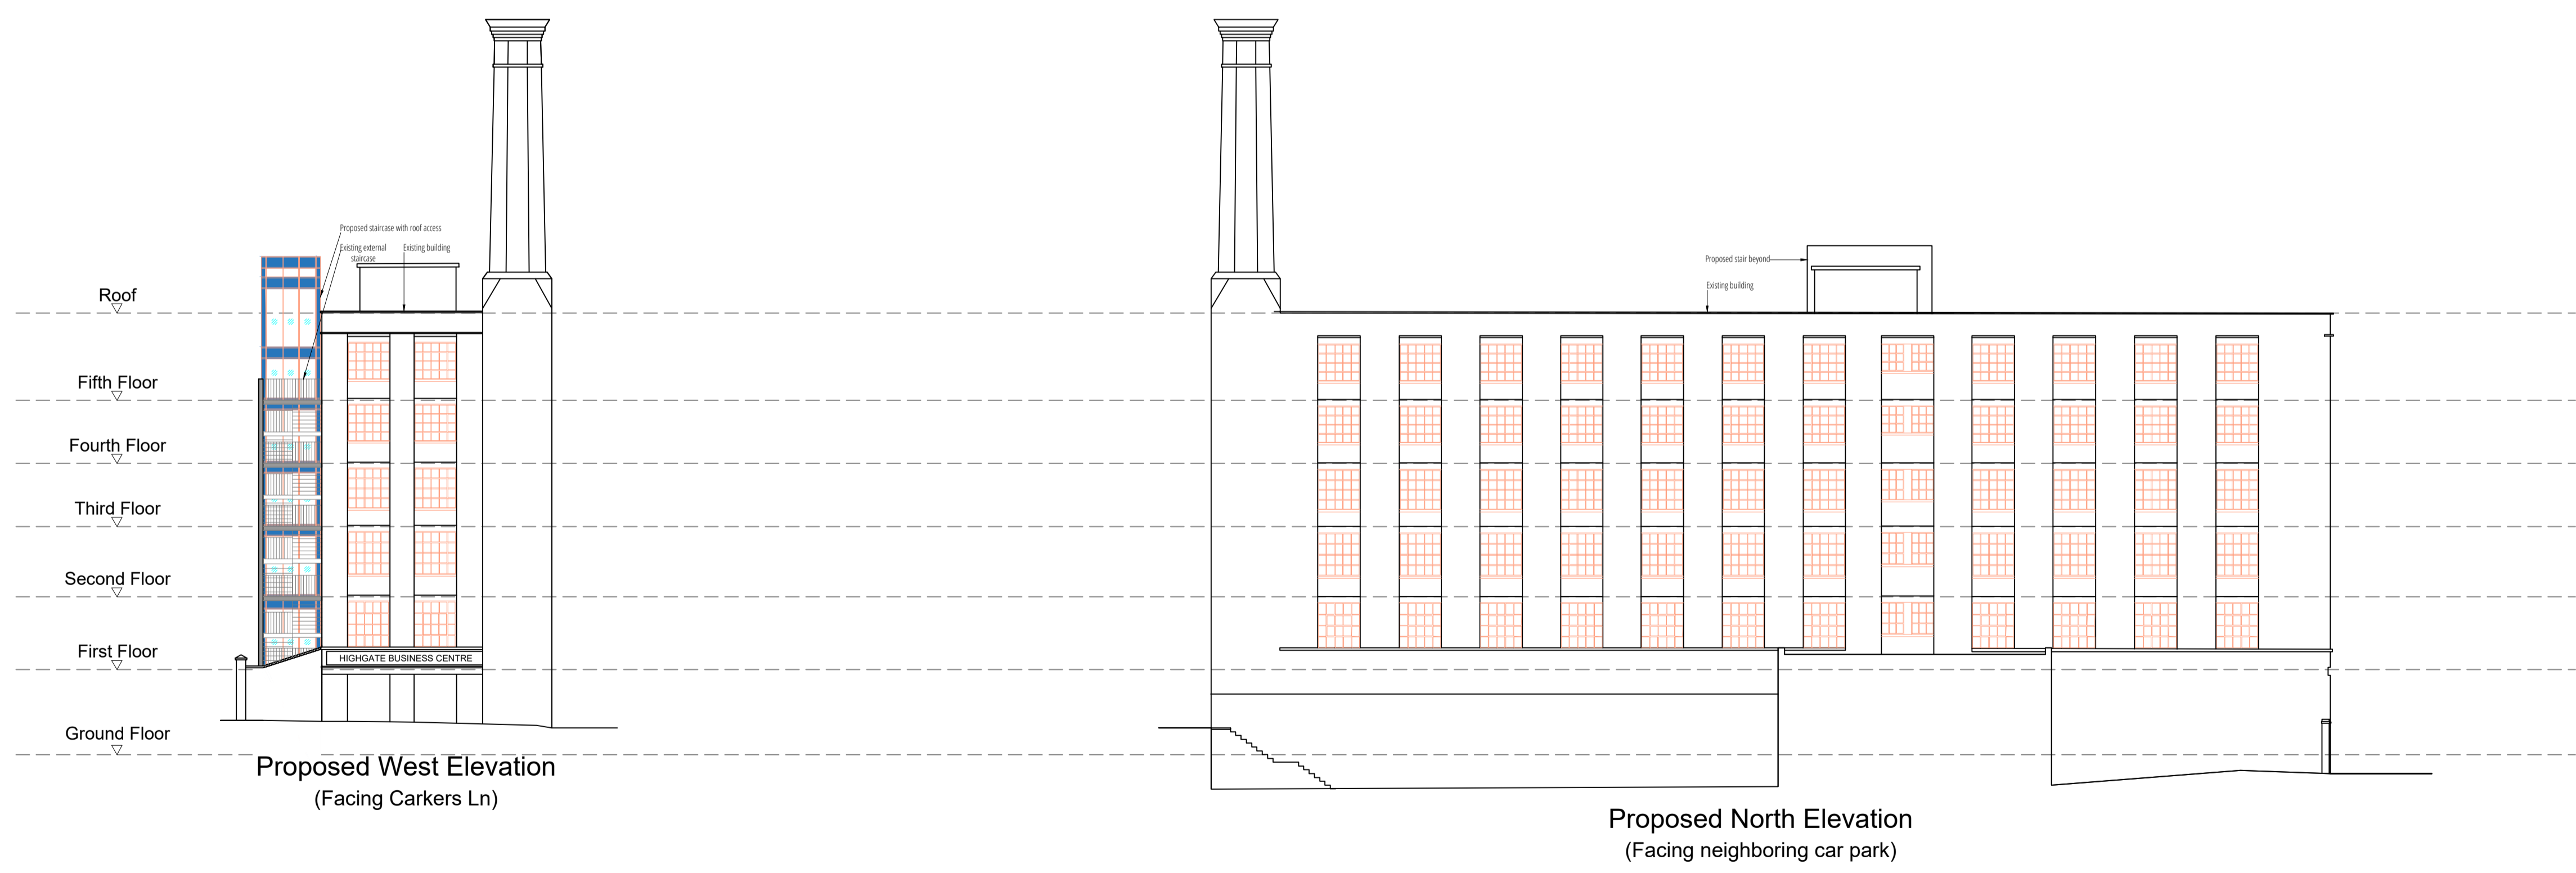 Proposed staircase with roof access
Existing external
staircase
Existing building
Proposed stair beyond
Existing building
Roof
Fifth Floor
Fourth Floor
Third Floor
Second Floor
First Floor
HIGHGATE BUSINESS CENTRE
Ground Floor
Proposed West Elevation
(Facing Carkers Ln)
Proposed North Elevation
(Facing neighboring car park)